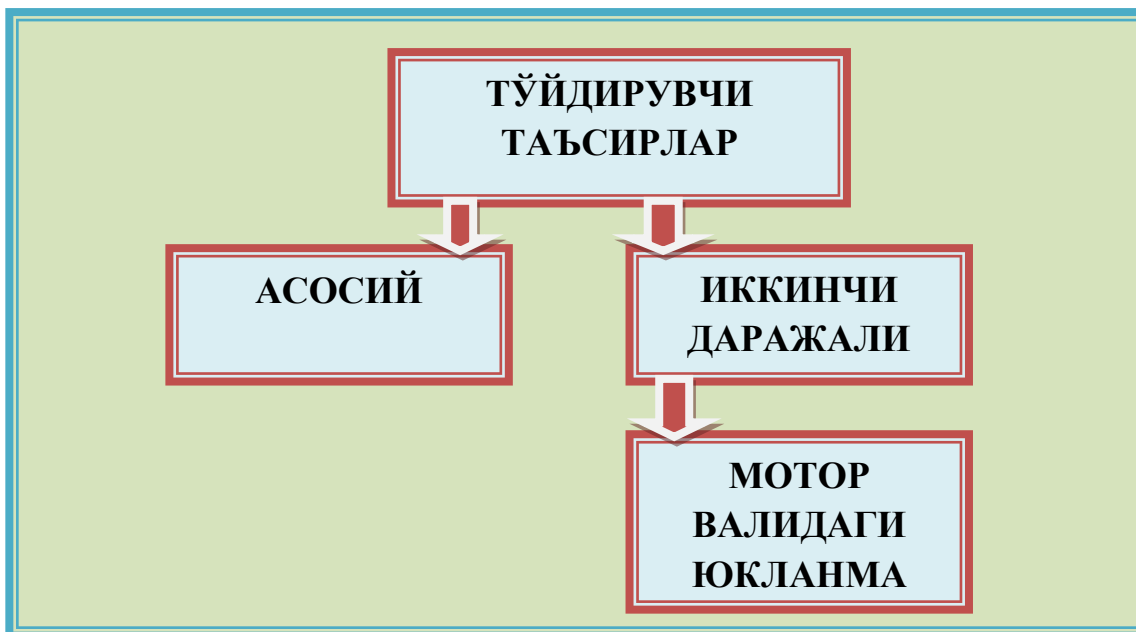 ТЎЙДИРУВЧИ
ТАЪСИРЛАР
АСОСИЙ
ИККИНЧИ
ДАРАЖАЛИ
МОТОР
ВАЛИДАГИ
ЮКЛАНМА